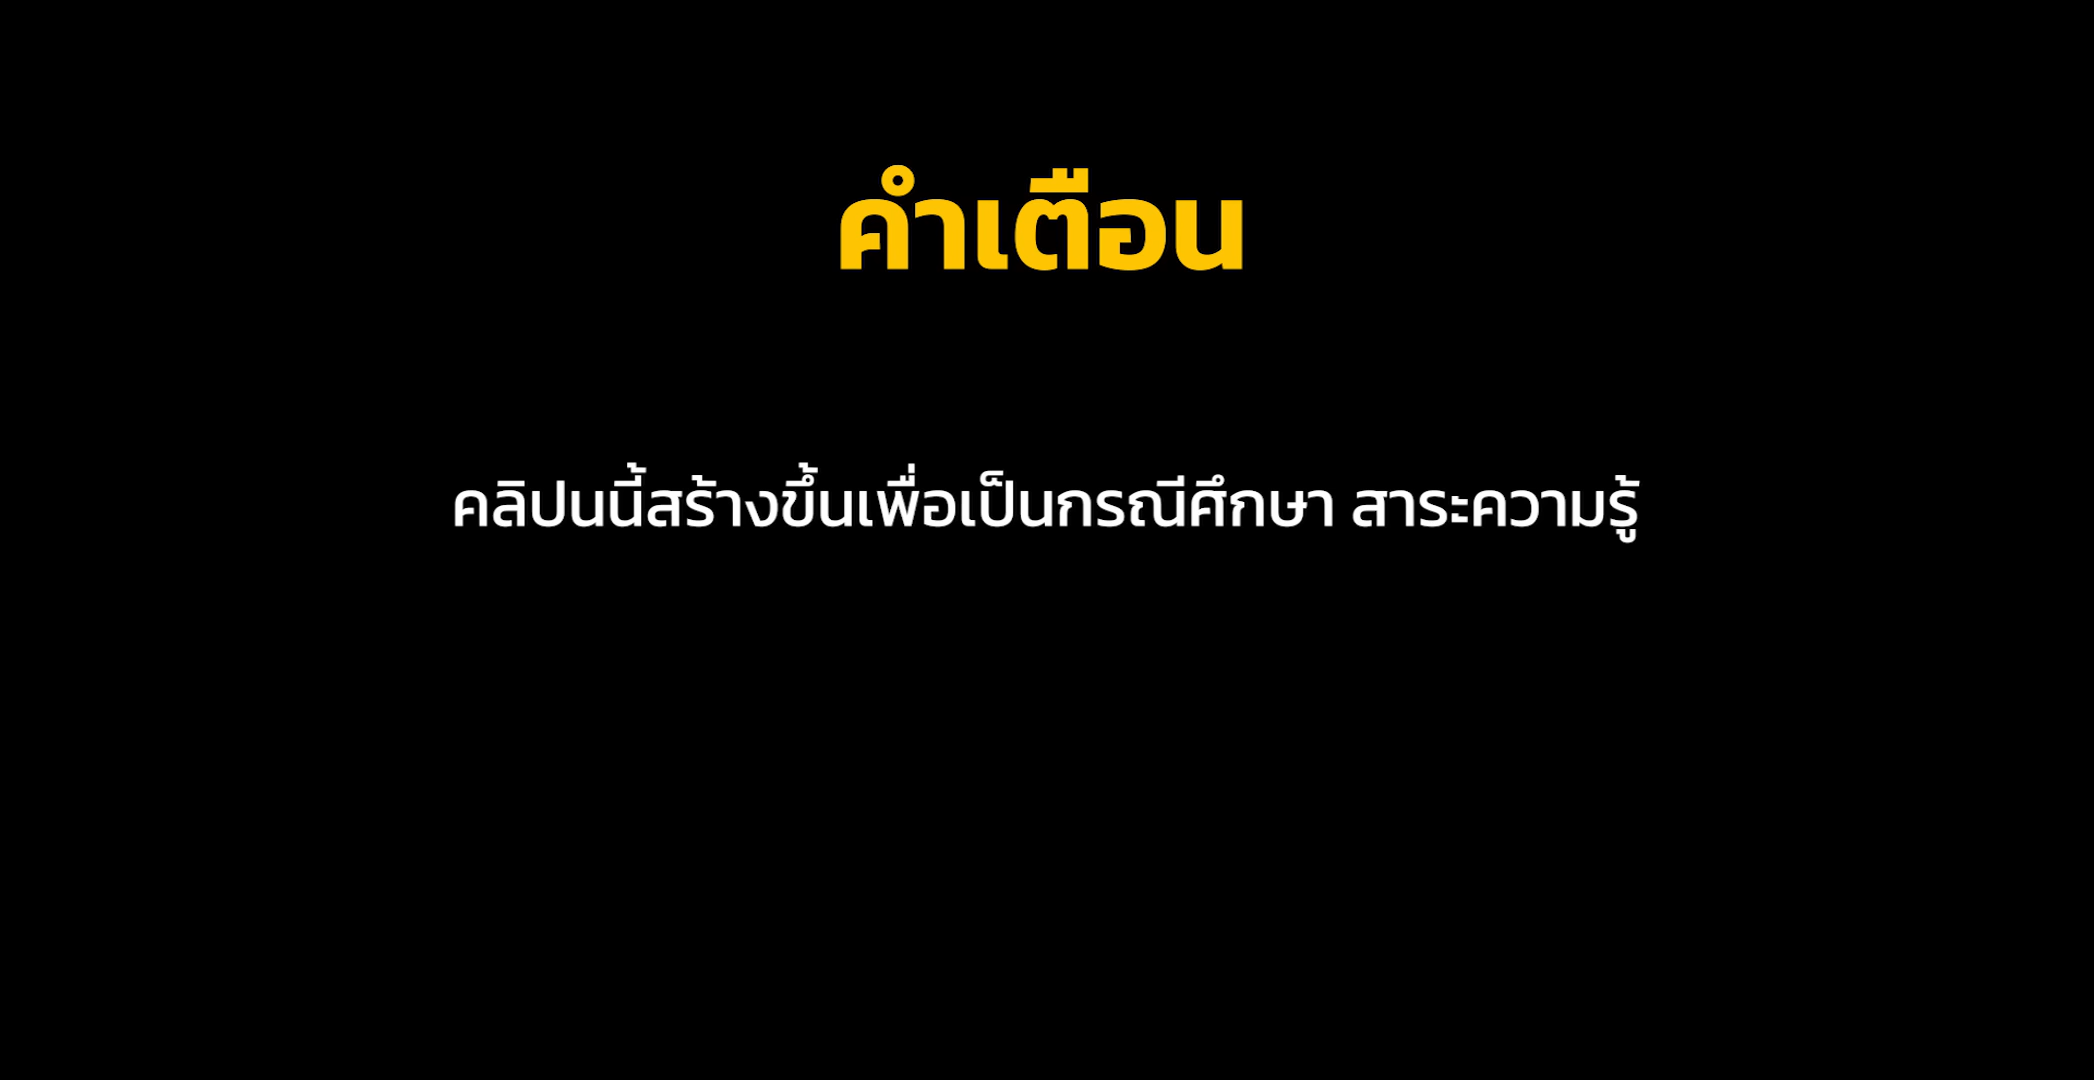 คำเตือน
คลิปนี้สร้างขึ้นเพื่อเป็นกรณีศึกษา สาระความรู้